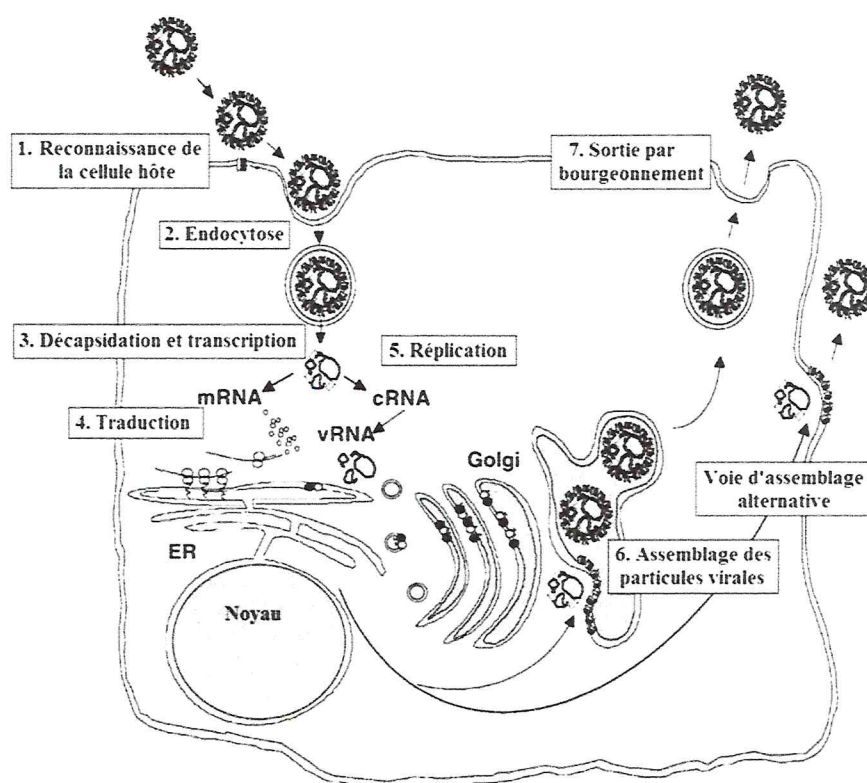 1. Reconnaissance de
la cellule hôte
7. Sortie par
bourgeonnement
2. Endocytose
3. Décapsidation et transcription
5. Réplication
mRNA
cRNA
4. Traduction
vRNA
Golgi
Voie d'assemblage
alternative
ER
6. Assemblage des
particules virales
Noyau